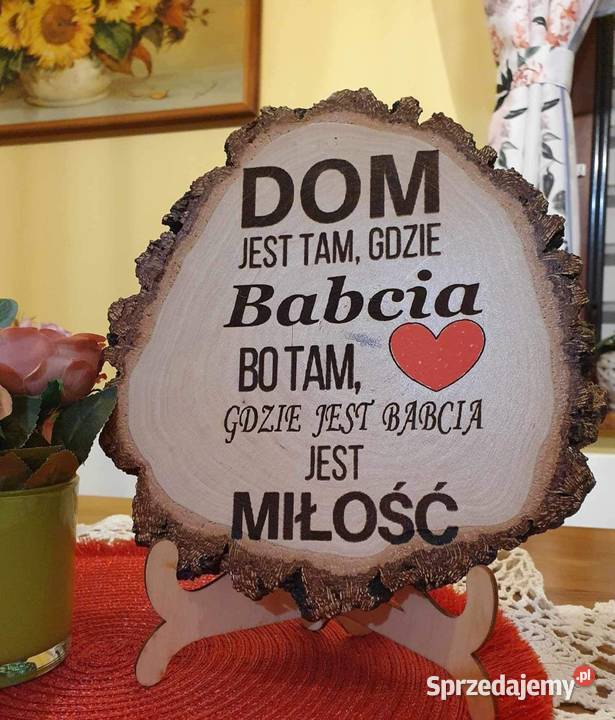 DOM
JEST TAM, GDZIE
Babcia
BO TAM,
GDZIE JEST BABCIA
JEST
MIŁOŚĆ
Sprzedajemy.pl